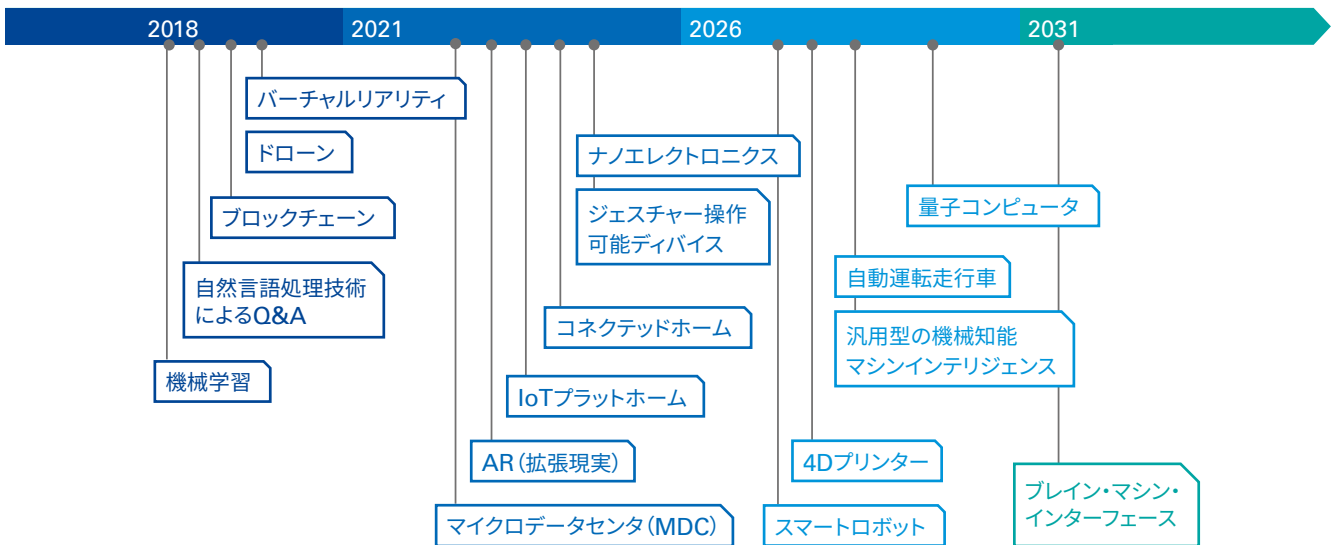 2018
2021
2026
2031
バーチャルリアリティ
ドローン
ブロックチェーン
自然言語処理技術
によるQ&A
機械学習
ナノエレクトロニクス
ジェスチャー操作
可能ディバイス
コネクテッドホーム
IoTプラットホーム
AR（拡張現実）
マイクロデータセンタ（MDC）
量子コンピュータ
自動運転走行車
汎用型の機械知能
マシンインテリジェンス
4Dプリンター
スマートロボット
ブレイン・マシン・
インターフェース